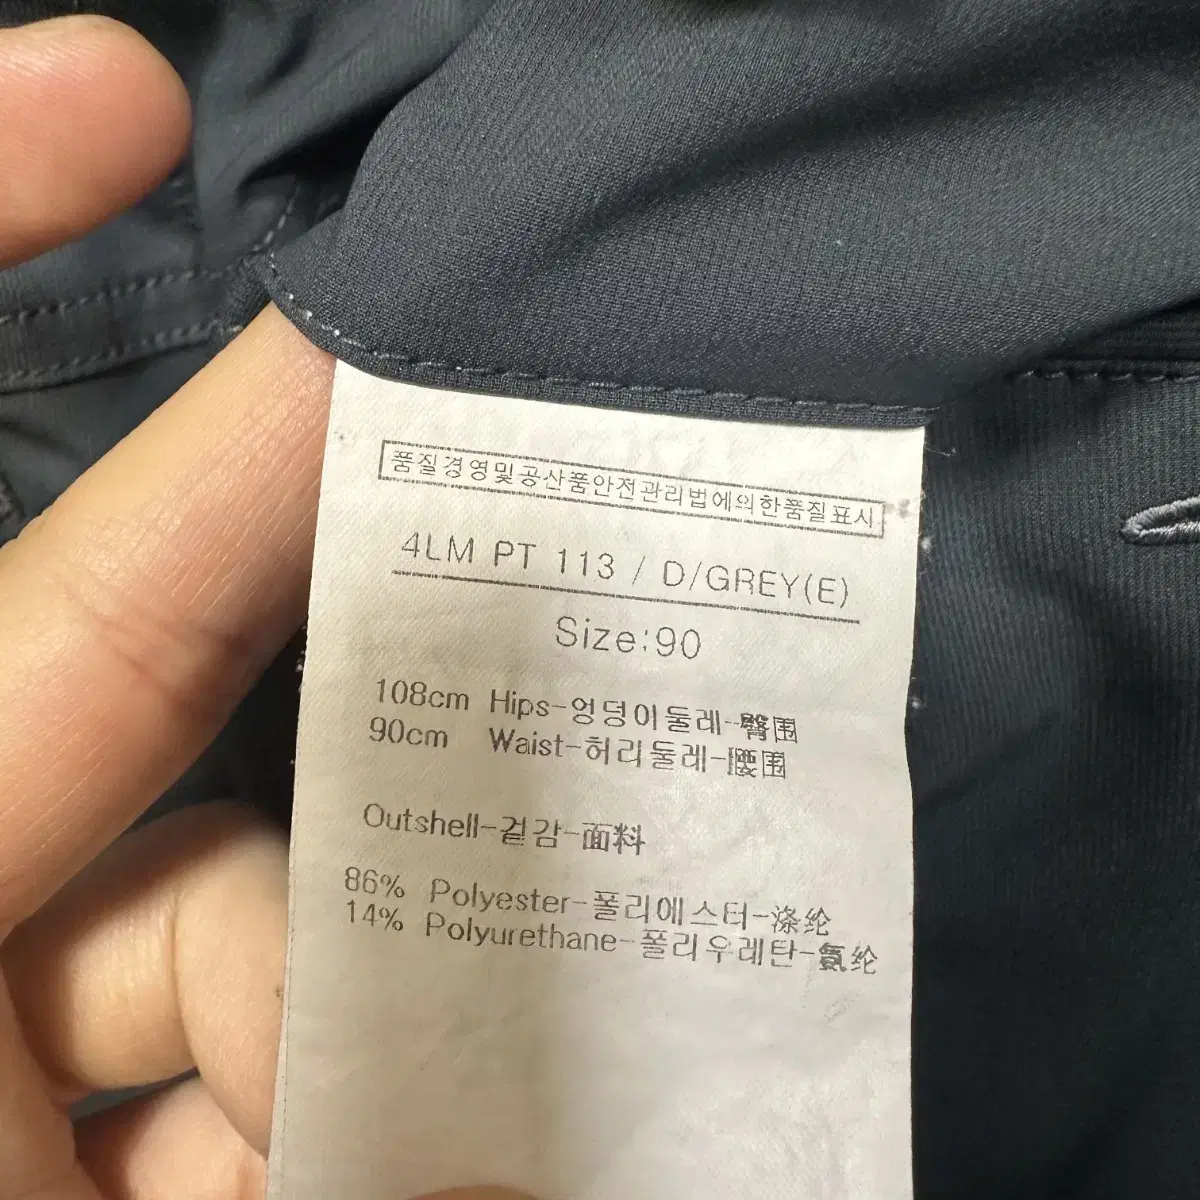 품질경영및공산품안전관리법에의한품질표시
4LM PT 113 / D/GREY(E)
Size:90
108cm Hips-엉덩이둘레-臀围
90cm Waist-허리둘레-腰围
Outshell-겉감-面料
86% Polyester-폴리에스터-涤纶
14% Polyurethane-폴리우레탄-氨纶